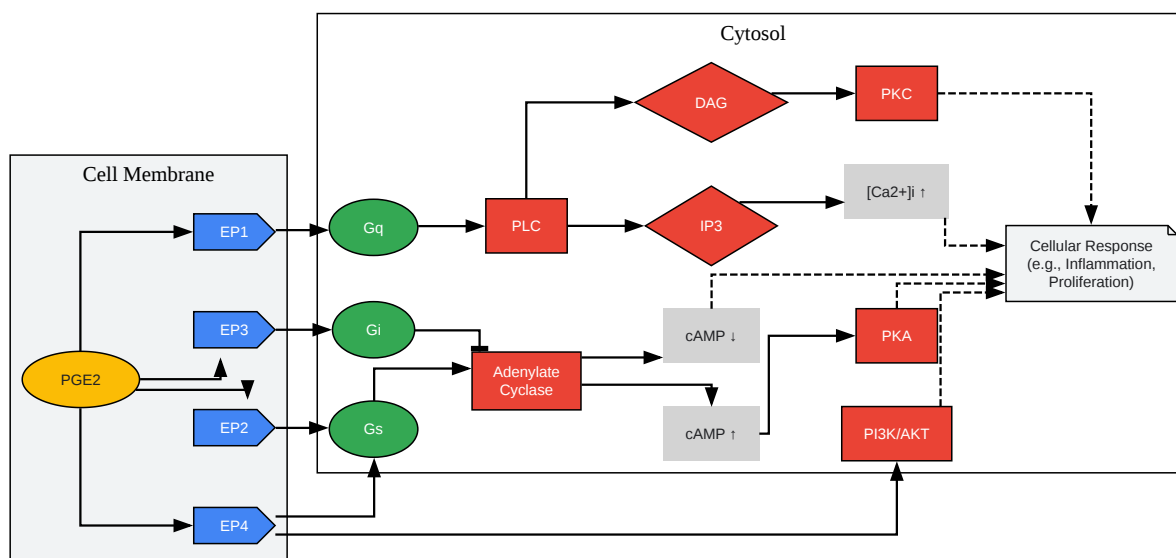 Cytosol
DAG
PKC
Cell Membrane
[Ca2+]i ↑
EP1
Gq
PLC
IP3
Cellular Response
(e.g., Inflammation,
Proliferation)
EP3
Gi
cAMP ↓
PKA
PGE2
Adenylate
Cyclase
EP2
Gs
cAMP ↑
PI3K/AKT
EP4